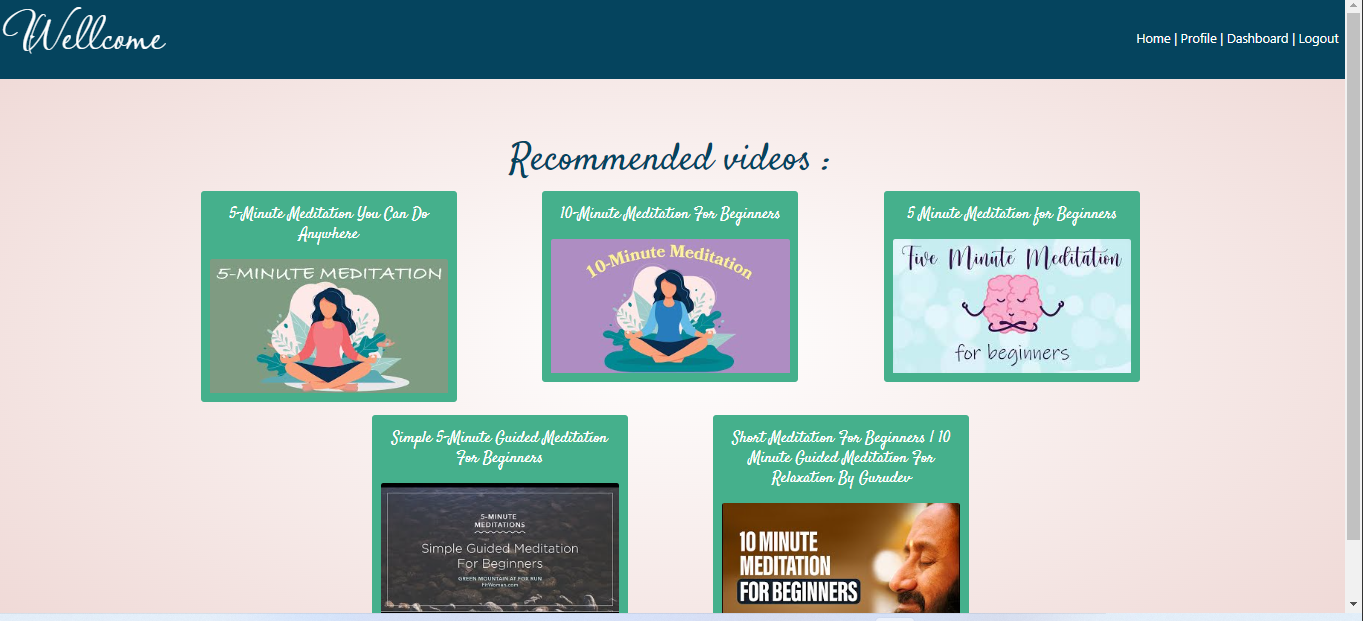 Wellcome
Home | Profile | Dashboard | Logout
Recommended videos :
5-Minute Meditation You Can Do
Anywhere
5-MINUTE MEDITATION
10-Minute Meditation For Beginners
10-Minute Meditation
5 Minute Meditation for Beginners
Five Minute Meditation
for beginners
Simple 5-Minute Guided Meditation
For Beginners
5-MINUTE
MEDITATIONS
Simple Guided Meditation
For Beginners
GREEN MOUNTAIN AT FOX RUN
FitWoman.com
Short Meditation For Beginners | 10
Minute Guided Meditation For
Relaxation By Gurudev
10 MINUTE
MEDITATION
FOR BEGINNERS